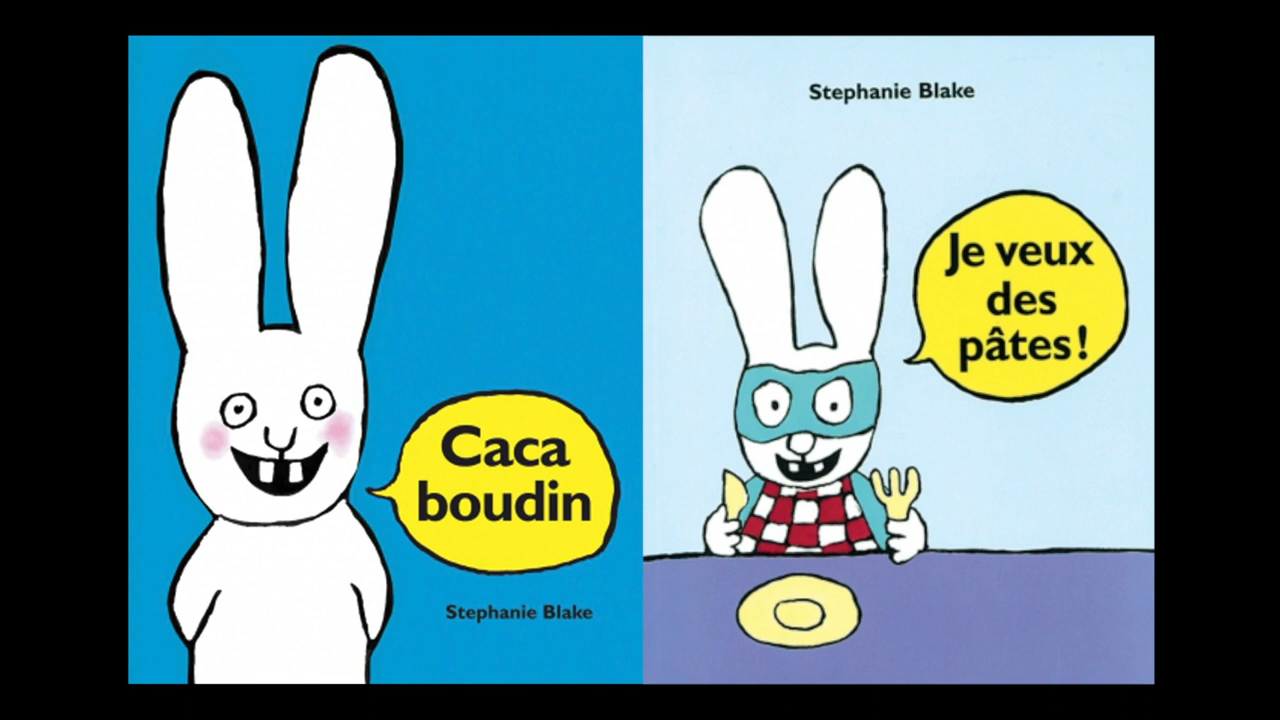 Caca
boudin
Stephanie Blake
Stephanie Blake
Je veux
des
pâtes!